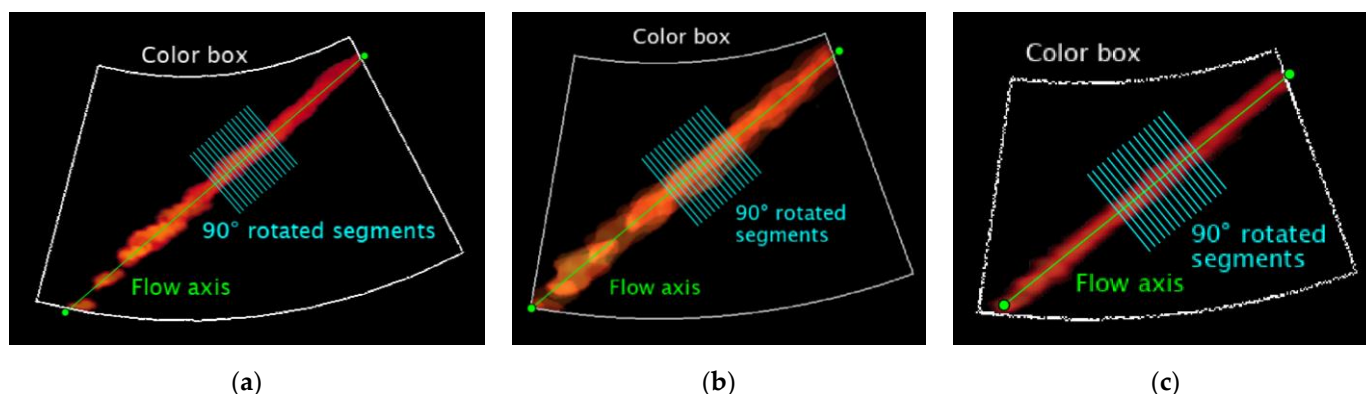 Color box
90° rotated segments
Flow axis
Color box
90° rotated
segments
Flow axis
Color box
90° rotated
segments
Flow axis
(a)
(b)
(c)